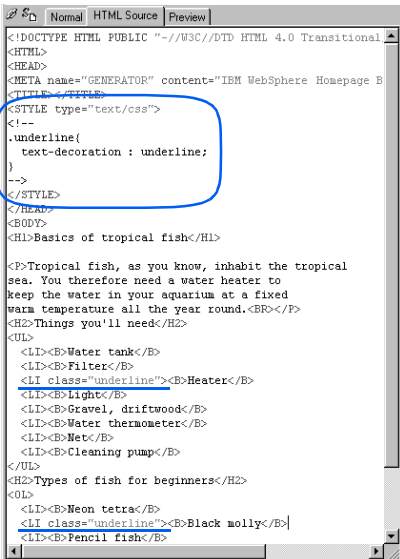 Normal HTML Source Preview
<!DOCTYPE HTML PUBLIC "-//W3C//DTD HTML 4.0 Transitional
<HTML>
<HEAD>
<META name="GENERATOR" content="IBM WebSphere Homepage B
<TITLE></TITLE>
<STYLE type="text/css">
<!--
.underline{
  text-decoration : underline;
}
-->
</STYLE>
</HEAD>
<BODY>
<H1>Basics of tropical fish</H1>
<P>Tropical fish, as you know, inhabit the tropical
sea. You therefore need a water heater to
keep the water in your aquarium at a fixed
warm temperature all the year round.<BR></P>
<H2>Things you'll need</H2>
<UL>
  <LI><B>Water tank</B>
  <LI><B>Filter</B>
  <LI class="underline"><B>Heater</B>
  <LI><B>Light</B>
  <LI><B>Gravel, driftwood</B>
  <LI><B>Water thermometer</B>
  <LI><B>Net</B>
  <LI><B>Cleaning pump</B>
</UL>
<H2>Types of fish for beginners</H2>
<OL>
  <LI><B>Neon tetra</B>
  <LI class="underline"><B>Black molly</B>
  <LI><B>Pencil fish</B>